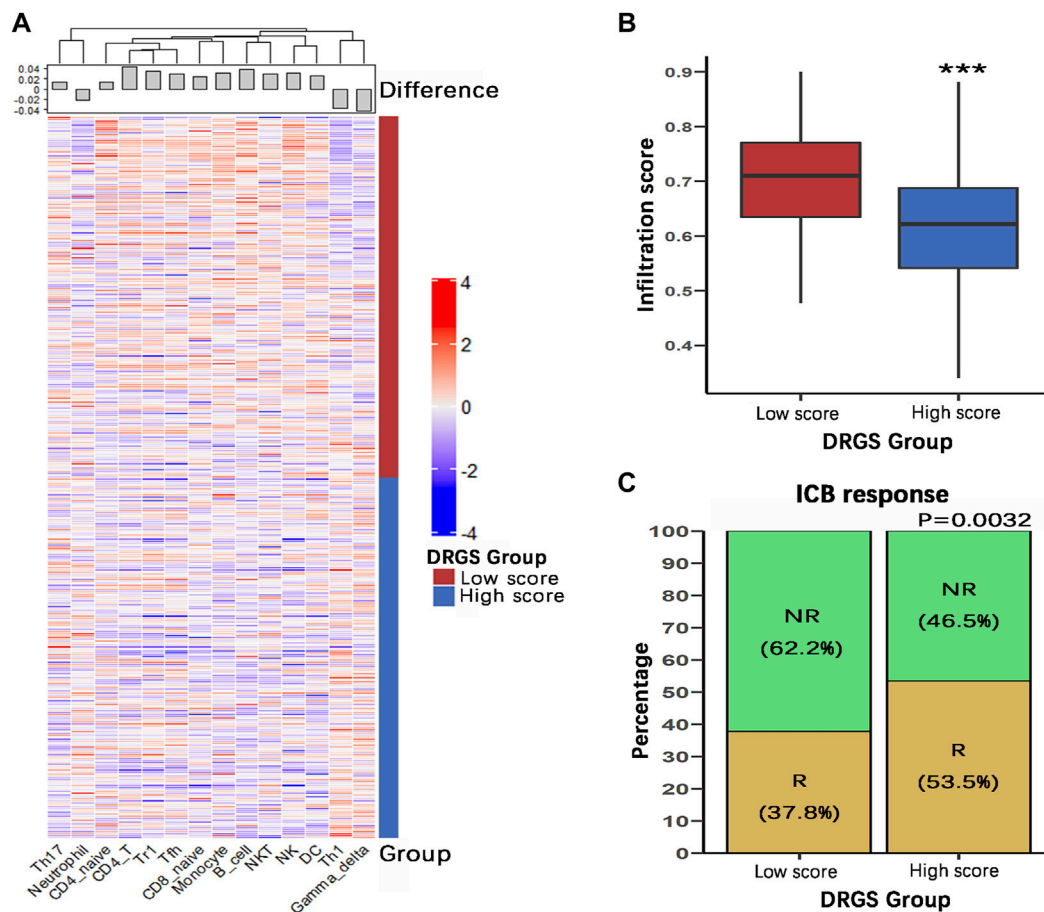 A
0.04
0.02
0
-0.02
-0.04
Difference
4
2
0
-2
-4
DRGS Group
Low score
High score
Th17
Neutrophil
CD4_naive
CD4_T
Tr1
Tfh
CD8_naive
Monocyte
B_cell
NKT
NK
DC
Th1
Gamma_delta
Group
B
***
Infiltration score
0.9
0.8
0.7
0.6
0.5
0.4
Low score
High score
DRGS Group
C
ICB response
P=0.0032
Percentage
100
90
80
70
60
50
40
30
20
10
0
NR
(62.2%)
R
(37.8%)
NR
(46.5%)
R
(53.5%)
Low score
High score
DRGS Group